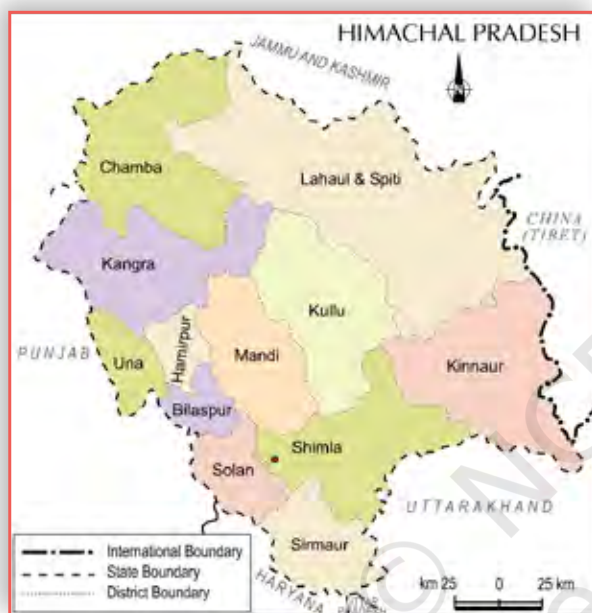 HIMACHAL PRADESH
JAMMU AND KASHMIR
N
Chamba
Lahaul & Spiti
CHINA
(TIBET)
Kangra
Kullu
PUNJAB
Una
Hamirpur
Mandi
Kinnaur
Bilaspur
Shimla
Solan
UTTARAKHAND
Sirmaur
International Boundary
State Boundary
District Boundary
HARYANA
km 25 0 25 km
© NC